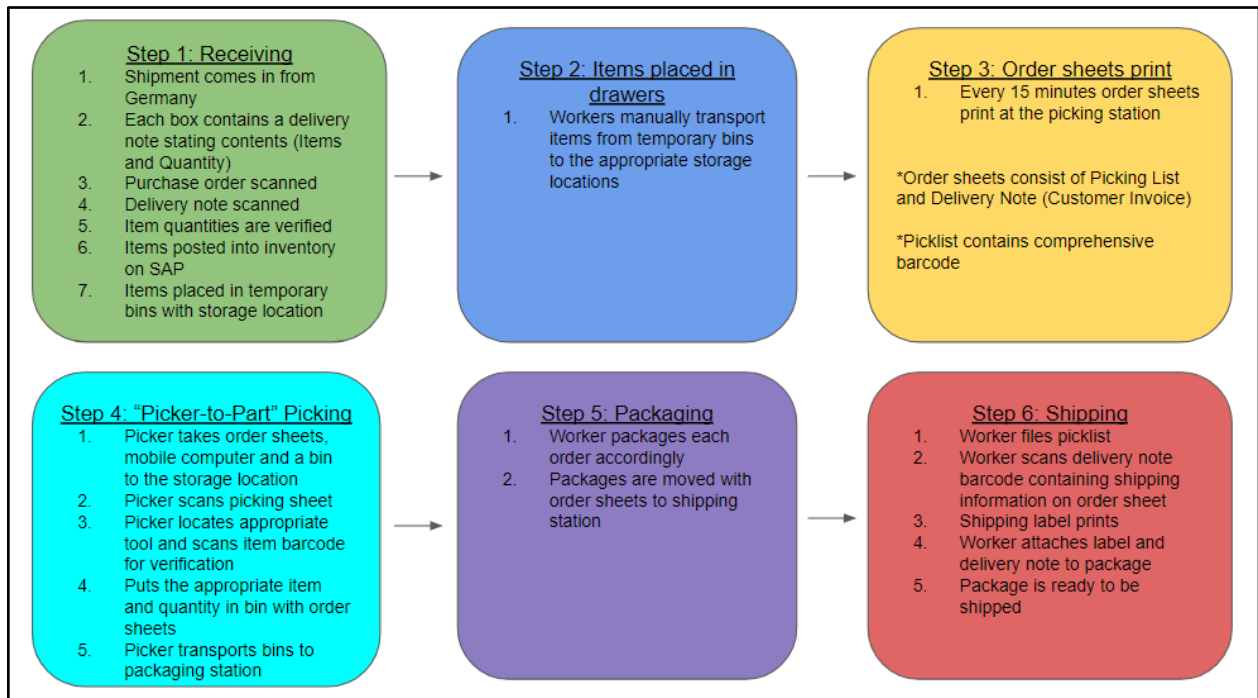 Step 1: Receiving
1. Shipment comes in from
Germany
2. Each box contains a delivery
note stating contents (Items
and Quantity)
3. Purchase order scanned
4. Delivery note scanned
5. Item quantities are verified
6. Items posted into inventory
on SAP
7. Items placed in temporary
bins with storage location
Step 2: Items placed in
drawers
1. Workers manually transport
items from temporary bins
to the appropriate storage
locations
Step 3: Order sheets print
1. Every 15 minutes order sheets
print at the picking station
*Order sheets consist of Picking List
and Delivery Note (Customer Invoice)
*Picklist contains comprehensive
barcode
Step 4: “Picker-to-Part” Picking
1. Picker takes order sheets,
mobile computer and a bin
to the storage location
2. Picker scans picking sheet
3. Picker locates appropriate
tool and scans item barcode
for verification
4. Puts the appropriate item
and quantity in bin with order
sheets
5. Picker transports bins to
packaging station
Step 5: Packaging
1. Worker packages each
order accordingly
2. Packages are moved with
order sheets to shipping
station
Step 6: Shipping
1. Worker files picklist
2. Worker scans delivery note
barcode containing shipping
information on order sheet
3. Shipping label prints
4. Worker attaches label and
delivery note to package
5. Package is ready to be
shipped